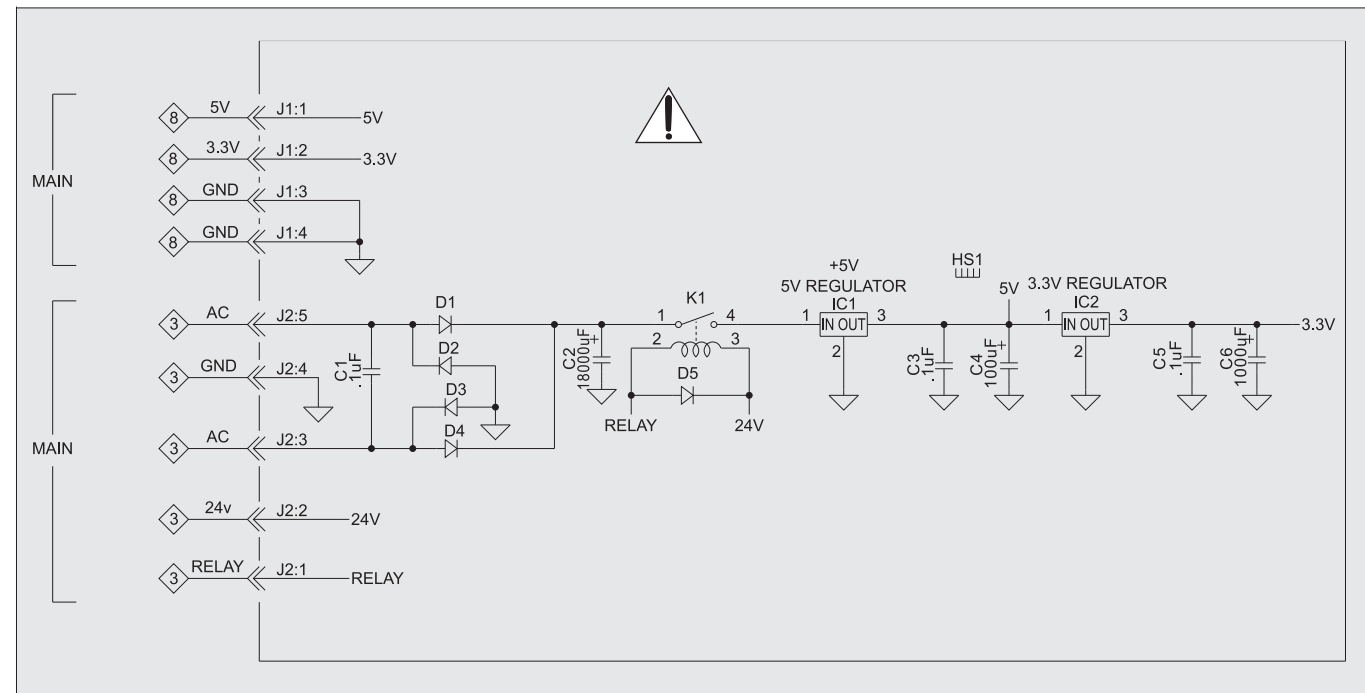 MAIN
8 5V J1:1 5V
8 3.3V J1:2 3.3V
8 GND J1:3
8 GND J1:4
MAIN
3 AC J2:5
3 GND J2:4
3 AC J2:3
3 24v J2:2 24V
3 RELAY J2:1 RELAY
C1
.1uF
D1
D2
D3
D4
C2
18000uF
+
K1
1 4
2 3
D5
RELAY 24V
+5V
5V REGULATOR
IC1
1 IN OUT 3
2
HS1
C3
.1uF
5V
C4
100uF
+
3.3V REGULATOR
IC2
1 IN OUT 3
2
C5
.1uF
C6
1000uF
+
3.3V